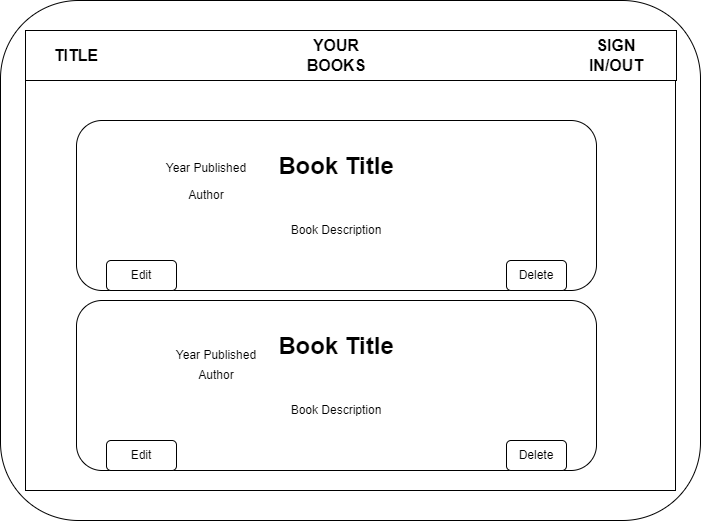 TITLE
YOUR
BOOKS
SIGN
IN/OUT
Year Published
Book Title
Author
Book Description
Edit
Delete
Book Title
Year Published
Author
Book Description
Edit
Delete